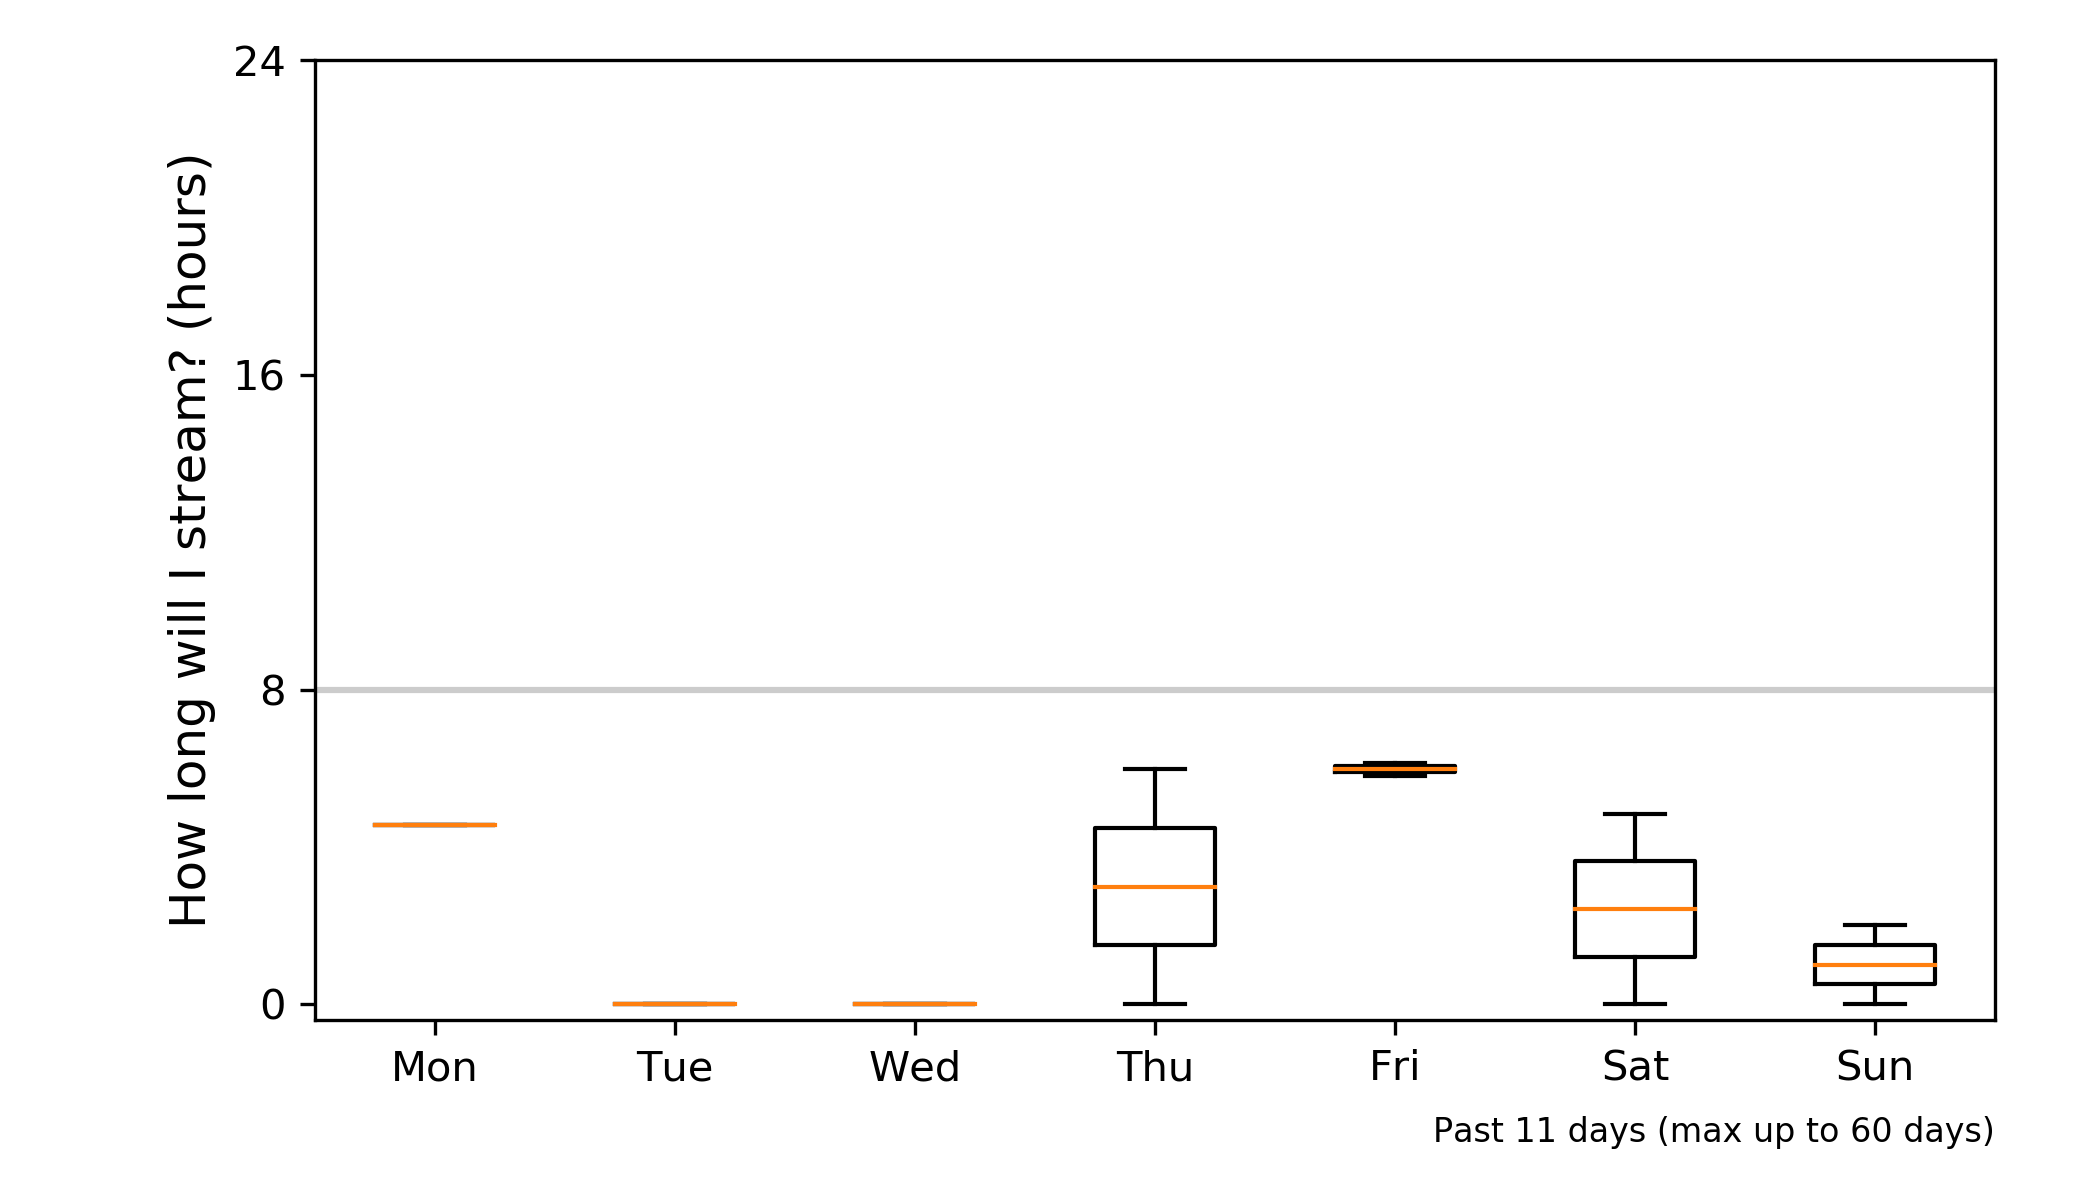 How long will I stream? (hours)
24
16
8
0
Mon Tue Wed Thu Fri Sat Sun
Past 11 days (max up to 60 days)